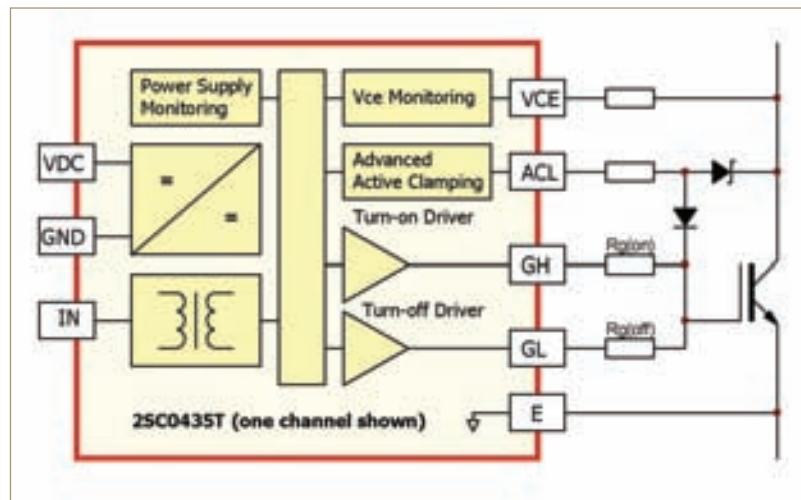 Power Supply
Monitoring
Vce Monitoring
VCE
VDC
=
=
Advanced
Active Clamping
ACL
GND
Turn-on Driver
GH
Rg(on)
IN
Turn-off Driver
GL
Rg(off)
2SC0435T (one channel shown)
E